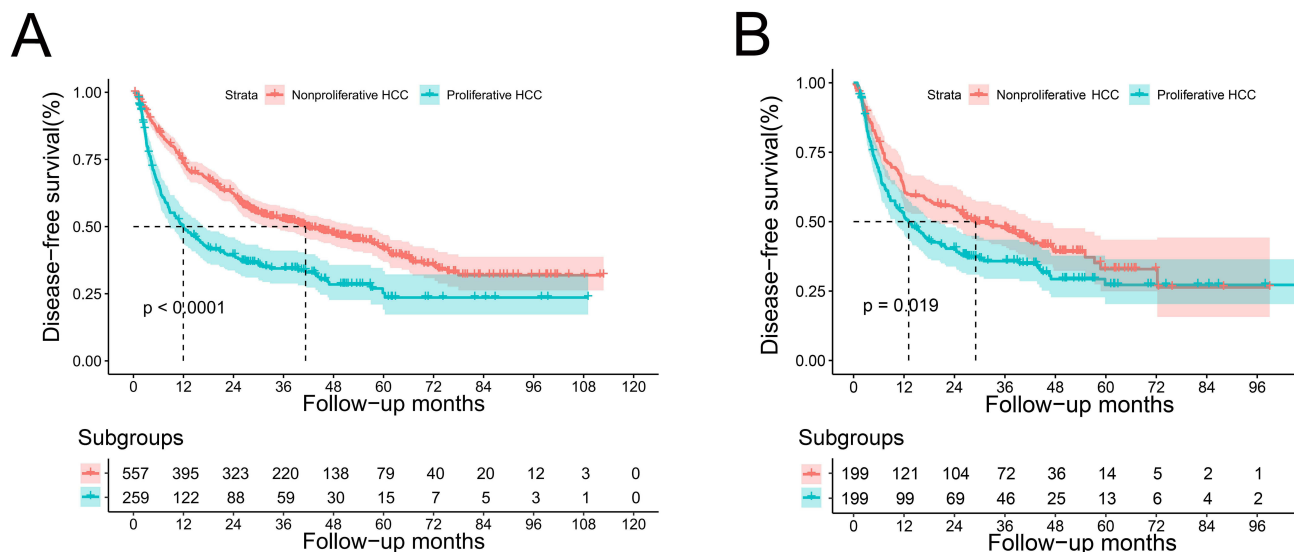 A
Strata Nonproliferative HCC Proliferative HCC
Disease−free survival(%)
1.00
0.75
0.50
0.25
0.00
p < 0.0001
0 12 24 36 48 60 72 84 96 108 120
Follow−up months
Subgroups
557 395 323 220 138 79 40 20 12 3 0
259 122 88 59 30 15 7 5 3 1 0
0 12 24 36 48 60 72 84 96 108 120
Follow−up months
B
Strata Nonproliferative HCC Proliferative HCC
Disease−free survival(%)
1.00
0.75
0.50
0.25
0.00
p = 0.019
0 12 24 36 48 60 72 84 96
Follow−up months
Subgroups
199 121 104 72 36 14 5 2 1
199 99 69 46 25 13 6 4 2
0 12 24 36 48 60 72 84 96
Follow−up months